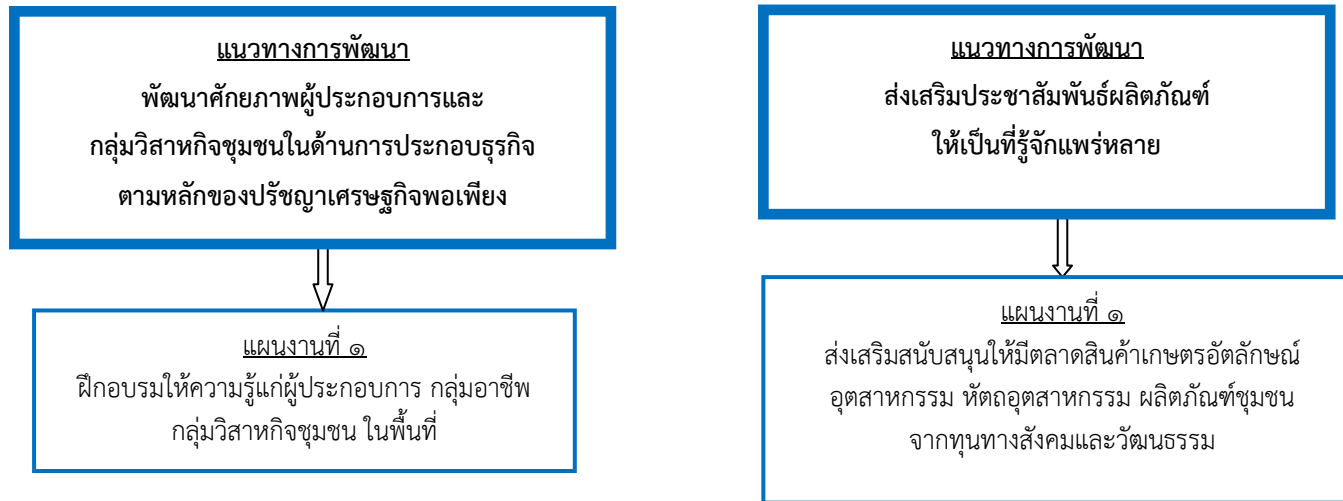 แนวทางการพัฒนา
พัฒนาศักยภาพผู้ประกอบการและ
กลุ่มวิสาหกิจชุมชนในด้านการประกอบธุรกิจ
ตามหลักของปรัชญาเศรษฐกิจพอเพียง
แผนงานที่ ๑
ฝึกอบรมให้ความรู้แก่ผู้ประกอบการ กลุ่มอาชีพ
กลุ่มวิสาหกิจชุมชน ในพื้นที่
แนวทางการพัฒนา
ส่งเสริมประชาสัมพันธ์ผลิตภัณฑ์
ให้เป็นที่รู้จักแพร่หลาย
แผนงานที่ ๑
ส่งเสริมสนับสนุนให้มีตลาดสินค้าเกษตรอัตลักษณ์
อุตสาหกรรม หัตถอุตสาหกรรม ผลิตภัณฑ์ชุมชน
จากทุนทางสังคมและวัฒนธรรม